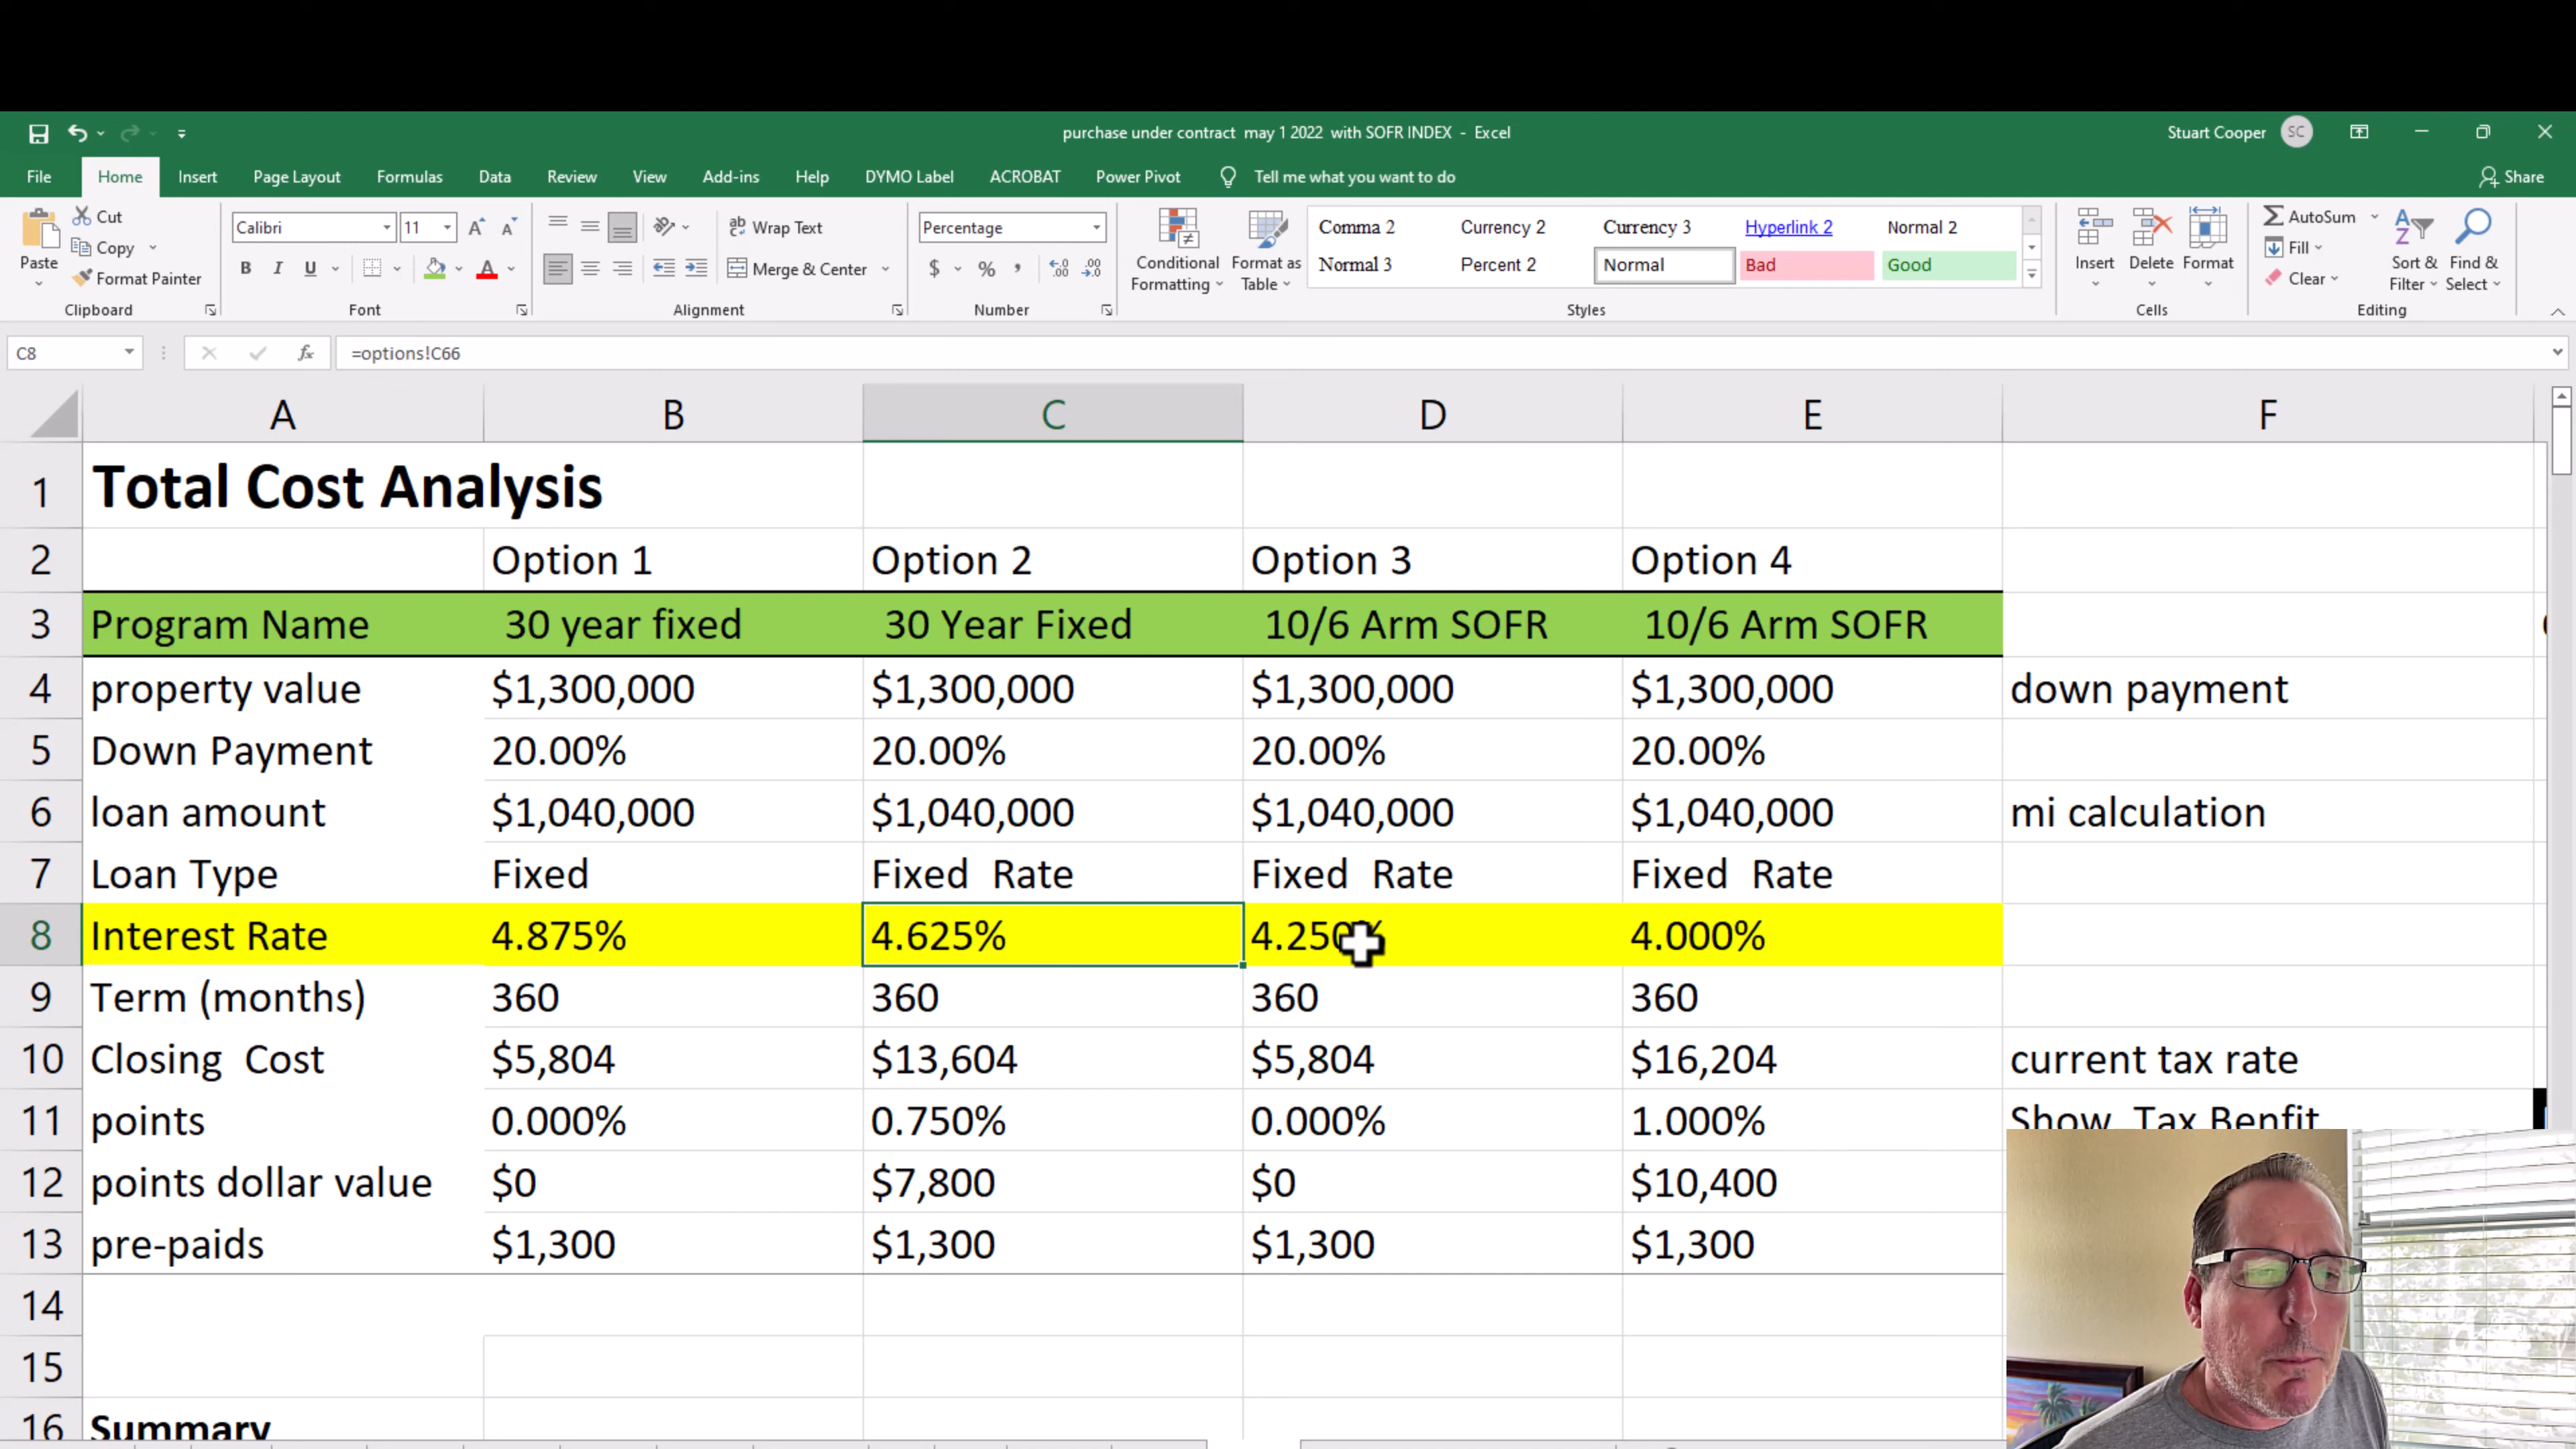 purchase under contract may 1 2022 with SOFR INDEX - Excel
Stuart Cooper SC
File Home Insert Page Layout Formulas Data Review View Add-ins Help DYMO Label ACROBAT Power Pivot Tell me what you want to do Share
Paste
Cut
Copy
Format Painter
Clipboard
Calibri 11
B I U A
Font
ab Wrap Text
Merge & Center
Alignment
Percentage
$ % ,
Number
Conditional Formatting
Format as Table
Comma 2 Currency 2 Currency 3 Hyperlink 2 Normal 2
Normal 3 Percent 2 Normal Bad Good
Styles
Insert Delete Format
Cells
AutoSum
Fill
Clear
Sort & Filter
Find & Select
Editing
C8 fx =options!C66
A B C D E F
1 Total Cost Analysis
2 Option 1 Option 2 Option 3 Option 4
3 Program Name 30 year fixed 30 Year Fixed 10/6 Arm SOFR 10/6 Arm SOFR
4 property value $1,300,000 $1,300,000 $1,300,000 $1,300,000 down payment
5 Down Payment 20.00% 20.00% 20.00% 20.00%
6 loan amount $1,040,000 $1,040,000 $1,040,000 $1,040,000 mi calculation
7 Loan Type Fixed Fixed Rate Fixed Rate Fixed Rate
8 Interest Rate 4.875% 4.625% 4.250% 4.000%
9 Term (months) 360 360 360 360
10 Closing Cost $5,804 $13,604 $5,804 $16,204 current tax rate
11 points 0.000% 0.750% 0.000% 1.000% Show Tax Benfit
12 points dollar value $0 $7,800 $0 $10,400
13 pre-paids $1,300 $1,300 $1,300 $1,300
14
15
16 Summary